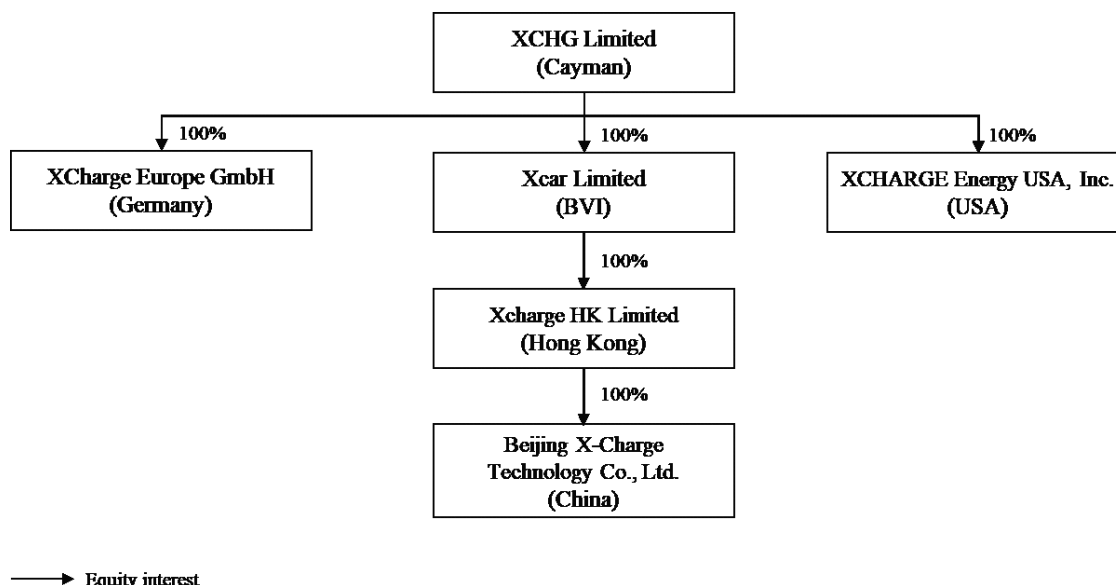 XCHG Limited
(Cayman)
100%
100%
100%
XCharge Europe GmbH
(Germany)
Xcar Limited
(BVI)
XCHARGE Energy USA, Inc.
(USA)
100%
Xcharge HK Limited
(Hong Kong)
100%
Beijing X-Charge
Technology Co., Ltd.
(China)
Equity interest